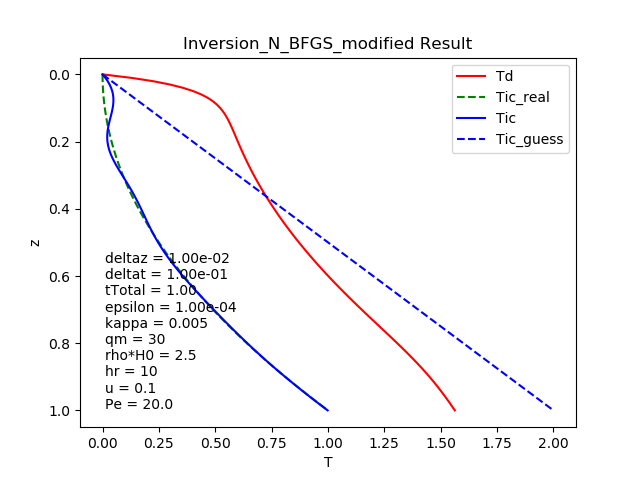 Inversion_N_BFGS_modified Result
Td
Tic_real
Tic
Tic_guess
z
0.0
0.2
0.4
0.6
0.8
1.0
deltaz = 1.00e-02
deltat = 1.00e-01
tTotal = 1.00
epsilon = 1.00e-04
kappa = 0.005
qm = 30
rho*H0 = 2.5
hr = 10
u = 0.1
Pe = 20.0
0.00 0.25 0.50 0.75 1.00 1.25 1.50 1.75 2.00
T